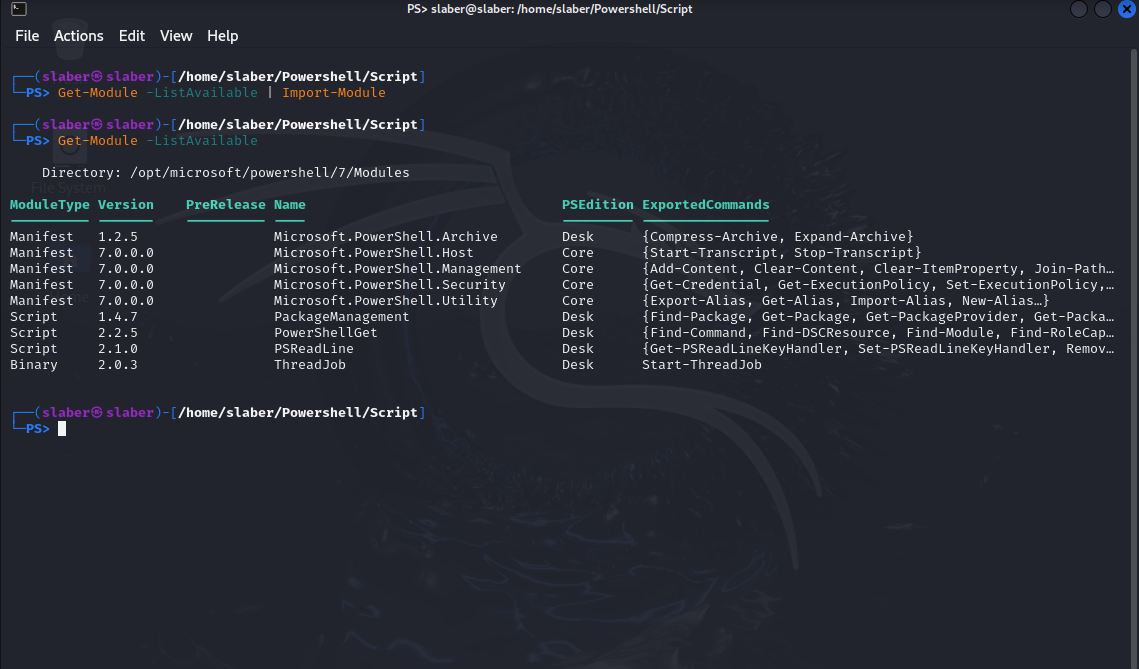 PS> slaber@slaber: /home/slaber/Powershell/Script
File Actions Edit View Help
┌──(slaber㉿slaber)-[/home/slaber/Powershell/Script]
└─PS> Get-Module -ListAvailable | Import-Module
┌──(slaber㉿slaber)-[/home/slaber/Powershell/Script]
└─PS> Get-Module -ListAvailable
Directory: /opt/microsoft/powershell/7/Modules
File System
ModuleType Version PreRelease Name PSEdition ExportedCommands
Manifest 1.2.5 Microsoft.PowerShell.Archive Desk {Compress-Archive, Expand-Archive}
Manifest 7.0.0.0 Microsoft.PowerShell.Host Core {Start-Transcript, Stop-Transcript}
Manifest 7.0.0.0 Microsoft.PowerShell.Management Core {Add-Content, Clear-Content, Clear-ItemProperty, Join-Path…
Manifest 7.0.0.0 Microsoft.PowerShell.Security Core {Get-Credential, Get-ExecutionPolicy, Set-ExecutionPolicy,…
Manifest 7.0.0.0 Microsoft.PowerShell.Utility Core {Export-Alias, Get-Alias, Import-Alias, New-Alias…}
Script 1.4.7 PackageManagement Desk {Find-Package, Get-Package, Get-PackageProvider, Get-Packa…
Script 2.2.5 PowerShellGet Desk {Find-Command, Find-DSCResource, Find-Module, Find-RoleCap…
Script 2.1.0 PSReadLine Desk {Get-PSReadLineKeyHandler, Set-PSReadLineKeyHandler, Remov…
Binary 2.0.3 ThreadJob Desk Start-ThreadJob
┌──(slaber㉿slaber)-[/home/slaber/Powershell/Script]
└─PS>